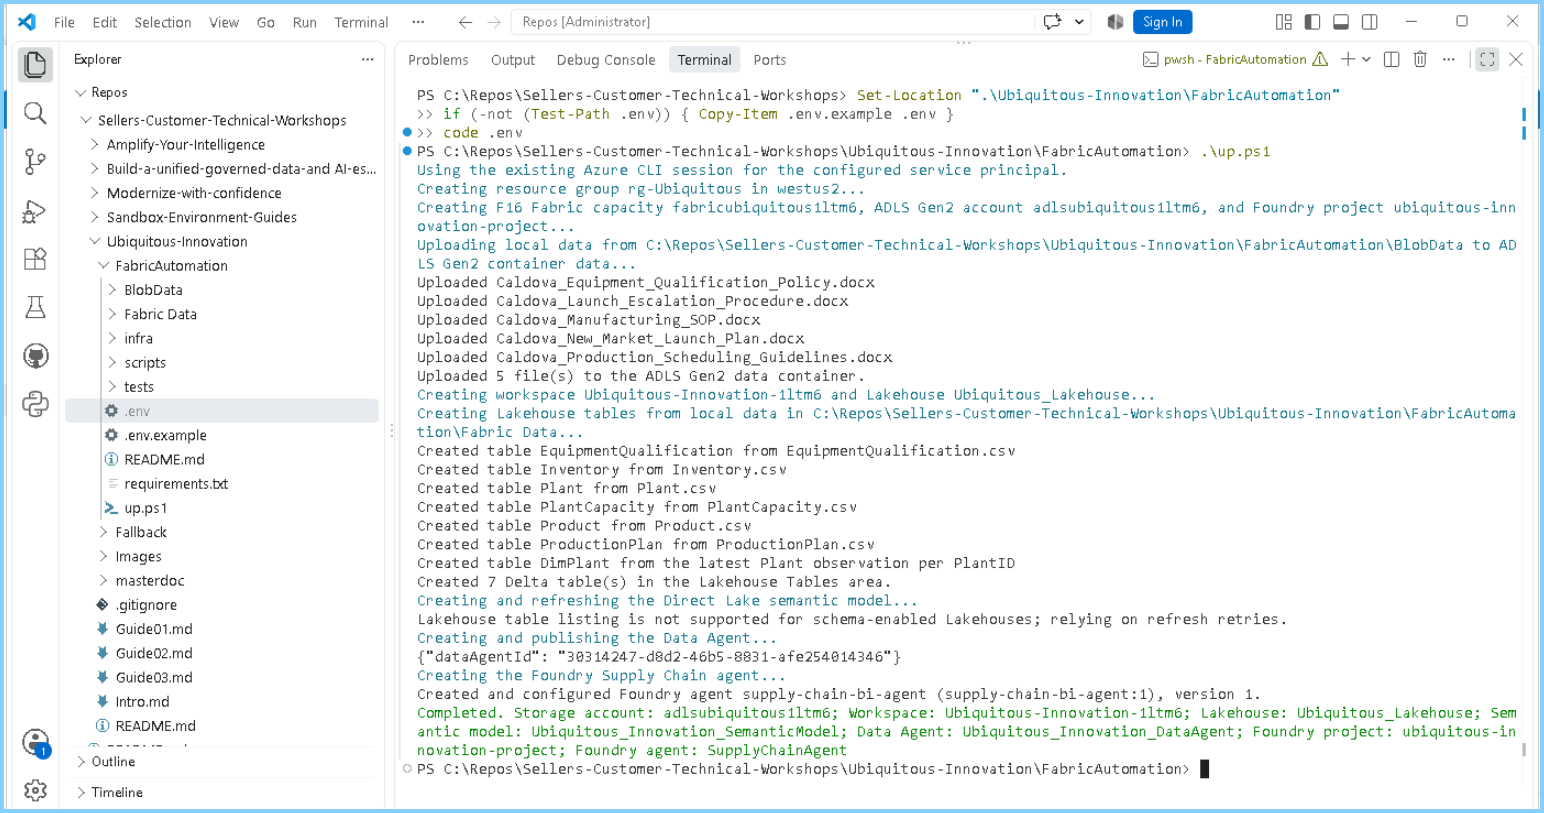 File Edit Selection View Go Run Terminal ··· Repos [Administrator] Sign In
Explorer ···
Repos
Sellers-Customer-Technical-Workshops
Amplify-Your-Intelligence
Build-a-unified-governed-data-and AI-es...
Modernize-with-confidence
Sandbox-Environment-Guides
Ubiquitous-Innovation
FabricAutomation
BlobData
Fabric Data
infra
scripts
tests
.env
.env.example
README.md
requirements.txt
up.ps1
Fallback
Images
masterdoc
.gitignore
Guide01.md
Guide02.md
Guide03.md
Intro.md
README.md
Outline
Timeline
1
Problems Output Debug Console Terminal Ports pwsh - FabricAutomation
PS C:\Repos\Sellers-Customer-Technical-Workshops> Set-Location ".\Ubiquitous-Innovation\FabricAutomation"
>> if (-not (Test-Path .env)) { Copy-Item .env.example .env }
>> code .env
PS C:\Repos\Sellers-Customer-Technical-Workshops\Ubiquitous-Innovation\FabricAutomation> .\up.ps1
Using the existing Azure CLI session for the configured service principal.
Creating resource group rg-Ubiquitous in westus2...
Creating F16 Fabric capacity fabricubiquitous1ltm6, ADLS Gen2 account adlsubiquitous1ltm6, and Foundry project ubiquitous-inn
ovation-project...
Uploading local data from C:\Repos\Sellers-Customer-Technical-Workshops\Ubiquitous-Innovation\FabricAutomation\BlobData to AD
LS Gen2 container data...
Uploaded Caldova_Equipment_Qualification_Policy.docx
Uploaded Caldova_Launch_Escalation_Procedure.docx
Uploaded Caldova_Manufacturing_SOP.docx
Uploaded Caldova_New_Market_Launch_Plan.docx
Uploaded Caldova_Production_Scheduling_Guidelines.docx
Uploaded 5 file(s) to the ADLS Gen2 data container.
Creating workspace Ubiquitous-Innovation-1ltm6 and Lakehouse Ubiquitous_Lakehouse...
Creating Lakehouse tables from local data in C:\Repos\Sellers-Customer-Technical-Workshops\Ubiquitous-Innovation\FabricAutoma
tion\Fabric Data...
Created table EquipmentQualification from EquipmentQualification.csv
Created table Inventory from Inventory.csv
Created table Plant from Plant.csv
Created table PlantCapacity from PlantCapacity.csv
Created table Product from Product.csv
Created table ProductionPlan from ProductionPlan.csv
Created table DimPlant from the latest Plant observation per PlantID
Created 7 Delta table(s) in the Lakehouse Tables area.
Creating and refreshing the Direct Lake semantic model...
Lakehouse table listing is not supported for schema-enabled Lakehouses; relying on refresh retries.
Creating and publishing the Data Agent...
{"dataAgentId": "30314247-d8d2-46b5-8831-afe254014346"}
Creating the Foundry Supply Chain agent...
Created and configured Foundry agent supply-chain-bi-agent (supply-chain-bi-agent:1), version 1.
Completed. Storage account: adlsubiquitous1ltm6; Workspace: Ubiquitous-Innovation-1ltm6; Lakehouse: Ubiquitous_Lakehouse; Sem
antic model: Ubiquitous_Innovation_SemanticModel; Data Agent: Ubiquitous_Innovation_DataAgent; Foundry project: ubiquitous-in
novation-project; Foundry agent: SupplyChainAgent
PS C:\Repos\Sellers-Customer-Technical-Workshops\Ubiquitous-Innovation\FabricAutomation>